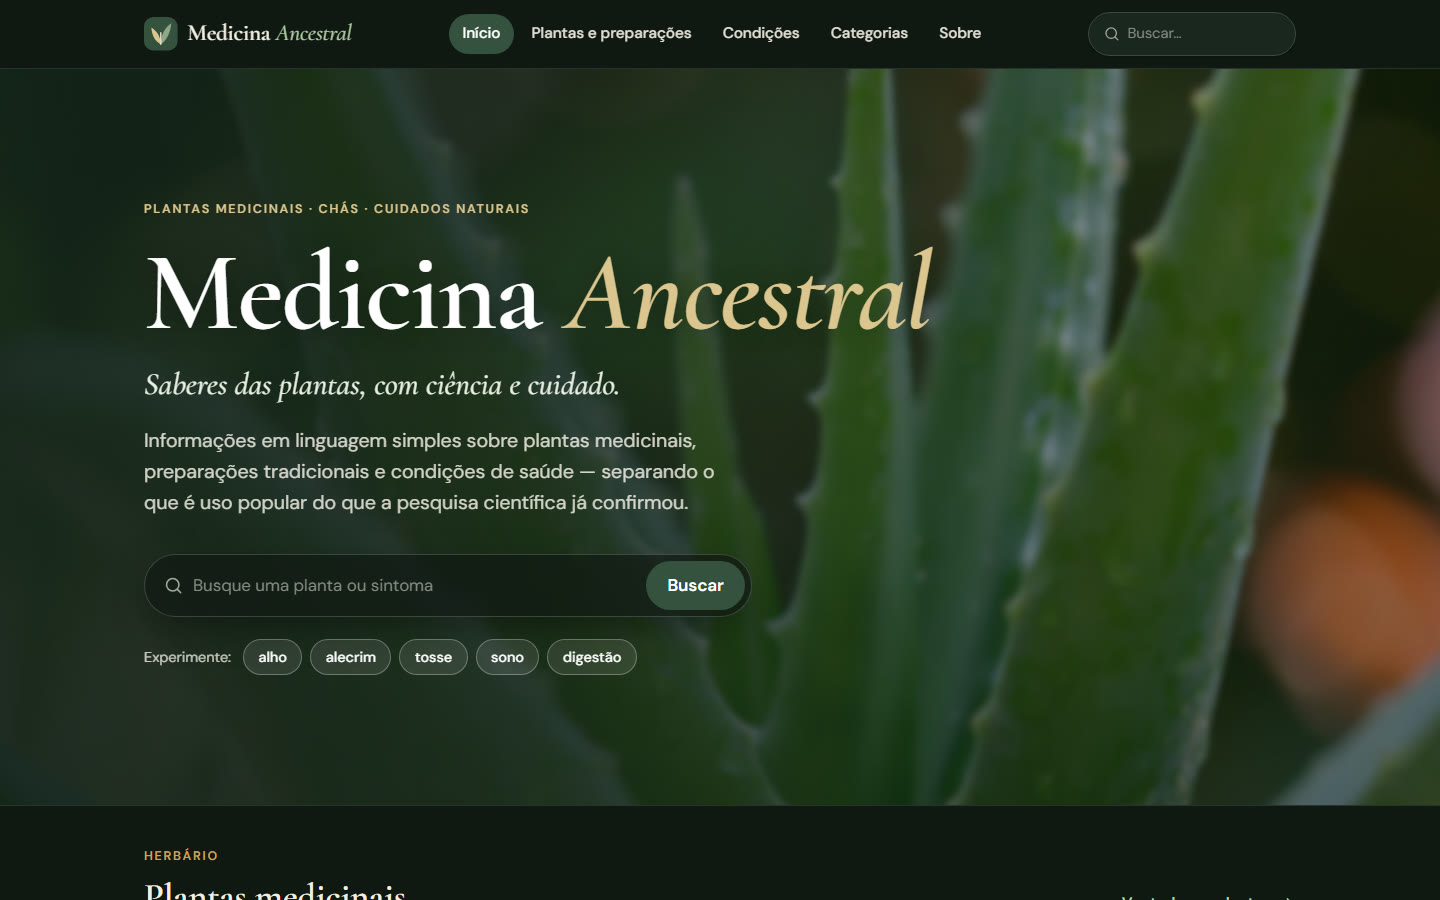 Medicina Ancestral
Início
Plantas e preparações
Condições
Categorias
Sobre
Buscar...
PLANTAS MEDICINAIS · CHÁS · CUIDADOS NATURAIS
Medicina Ancestral
Saberes das plantas, com ciência e cuidado.
Informações em linguagem simples sobre plantas medicinais,
preparações tradicionais e condições de saúde — separando o
que é uso popular do que a pesquisa científica já confirmou.
Busque uma planta ou sintoma
Buscar
Experimente:
alho
alecrim
tosse
sono
digestão
HERBÁRIO
Plantas medicinais